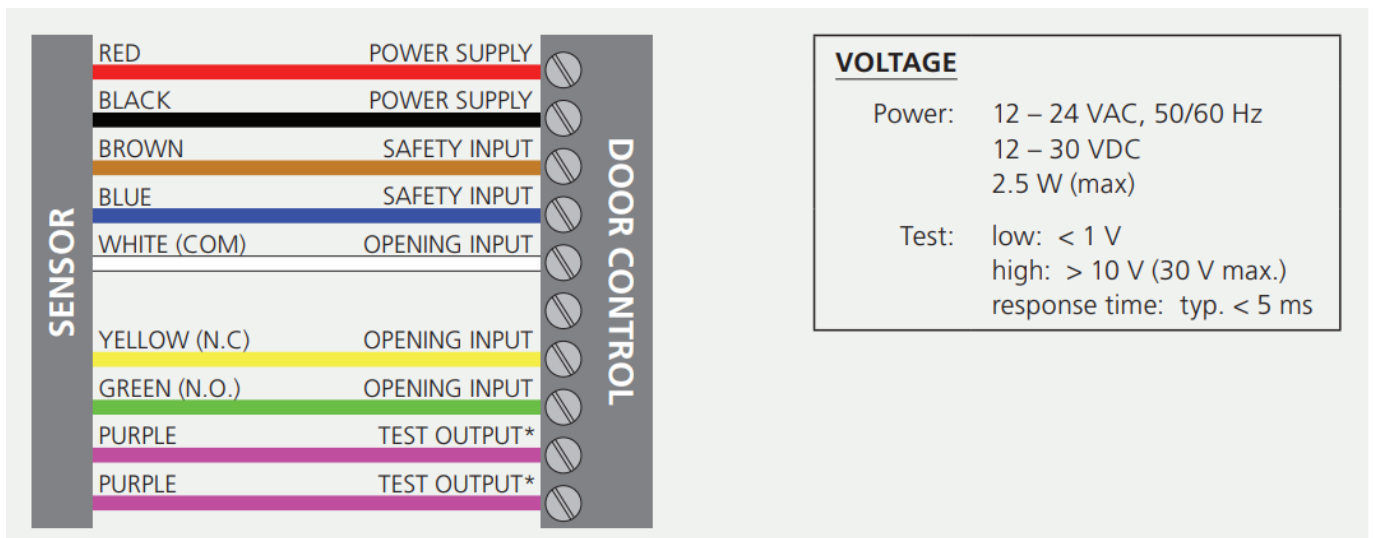 SENSOR
RED POWER SUPPLY
BLACK POWER SUPPLY
BROWN SAFETY INPUT
BLUE SAFETY INPUT
WHITE (COM) OPENING INPUT
YELLOW (N.C) OPENING INPUT
GREEN (N.O.) OPENING INPUT
PURPLE TEST OUTPUT*
PURPLE TEST OUTPUT*
DOOR CONTROL
VOLTAGE
Power: 12 – 24 VAC, 50/60 Hz
12 – 30 VDC
2.5 W (max)
Test: low: < 1 V
high: > 10 V (30 V max.)
response time: typ. < 5 ms